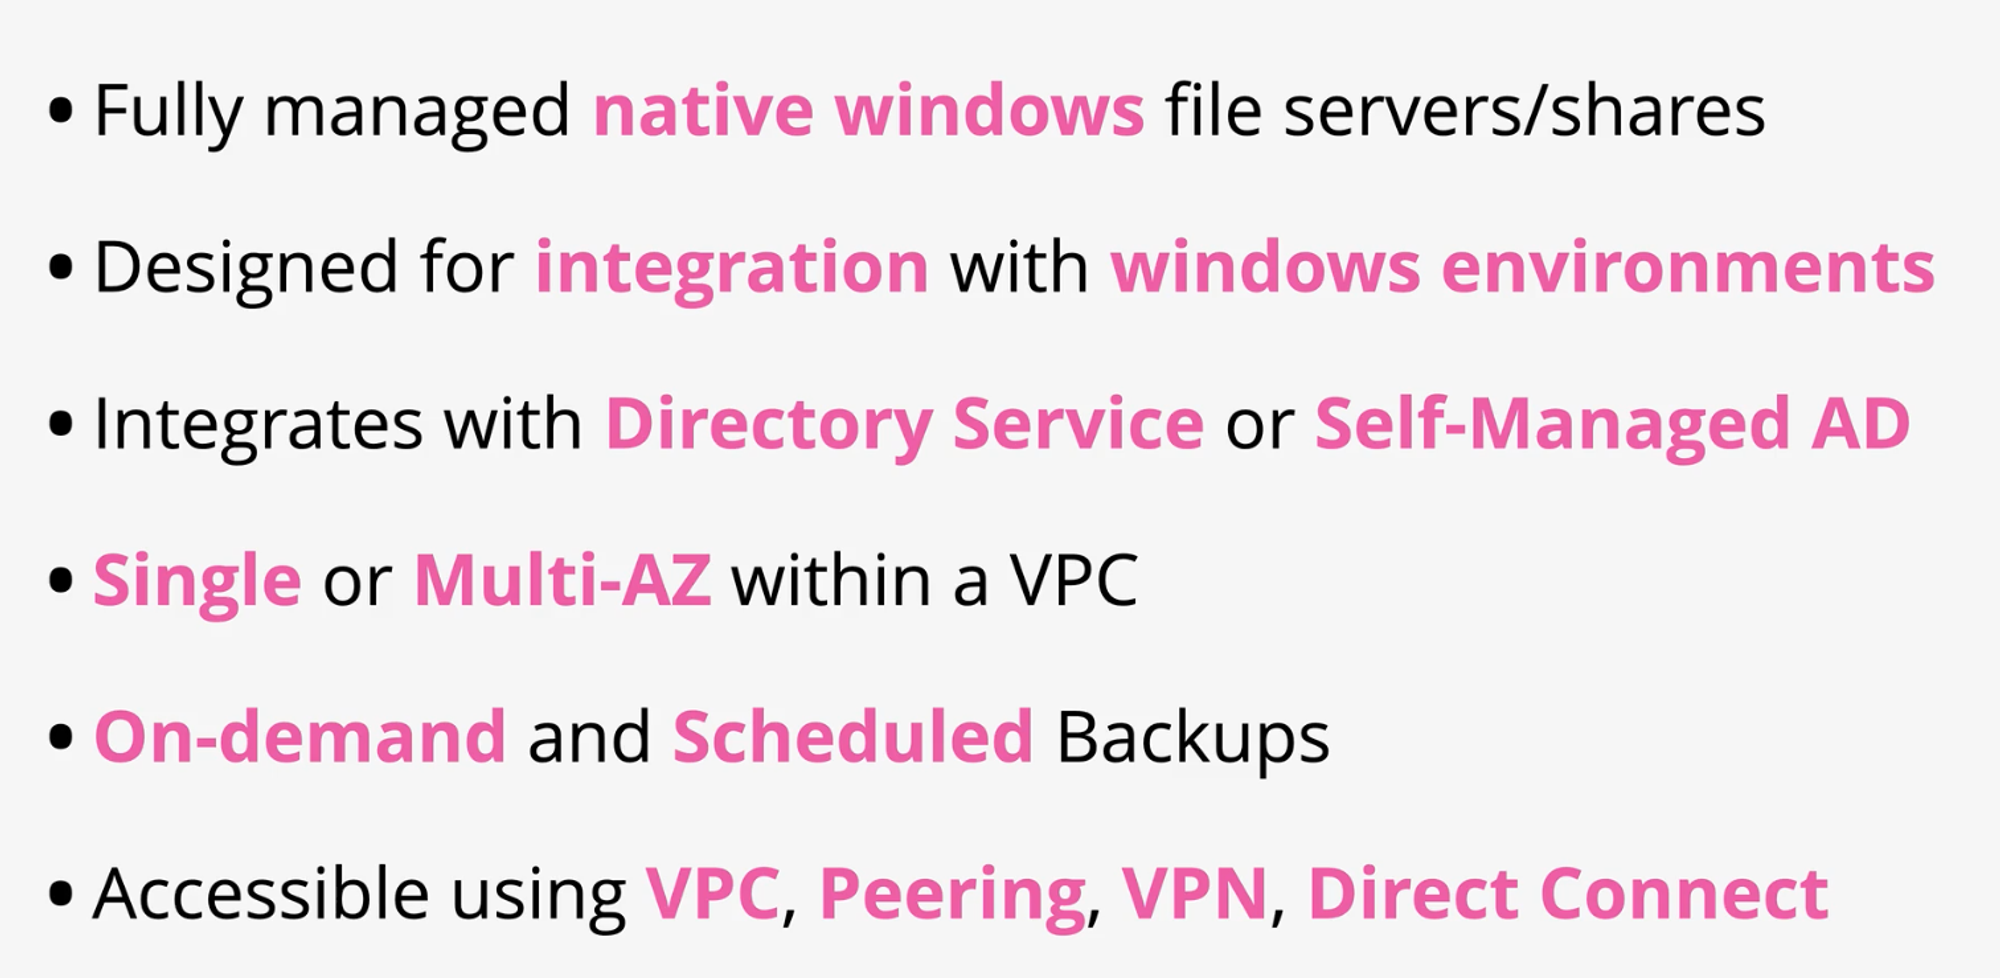 • Fully managed native windows file servers/shares
• Designed for integration with windows environments
• Integrates with Directory Service or Self-Managed AD
• Single or Multi-AZ within a VPC
• On-demand and Scheduled Backups
• Accessible using VPC, Peering, VPN, Direct Connect